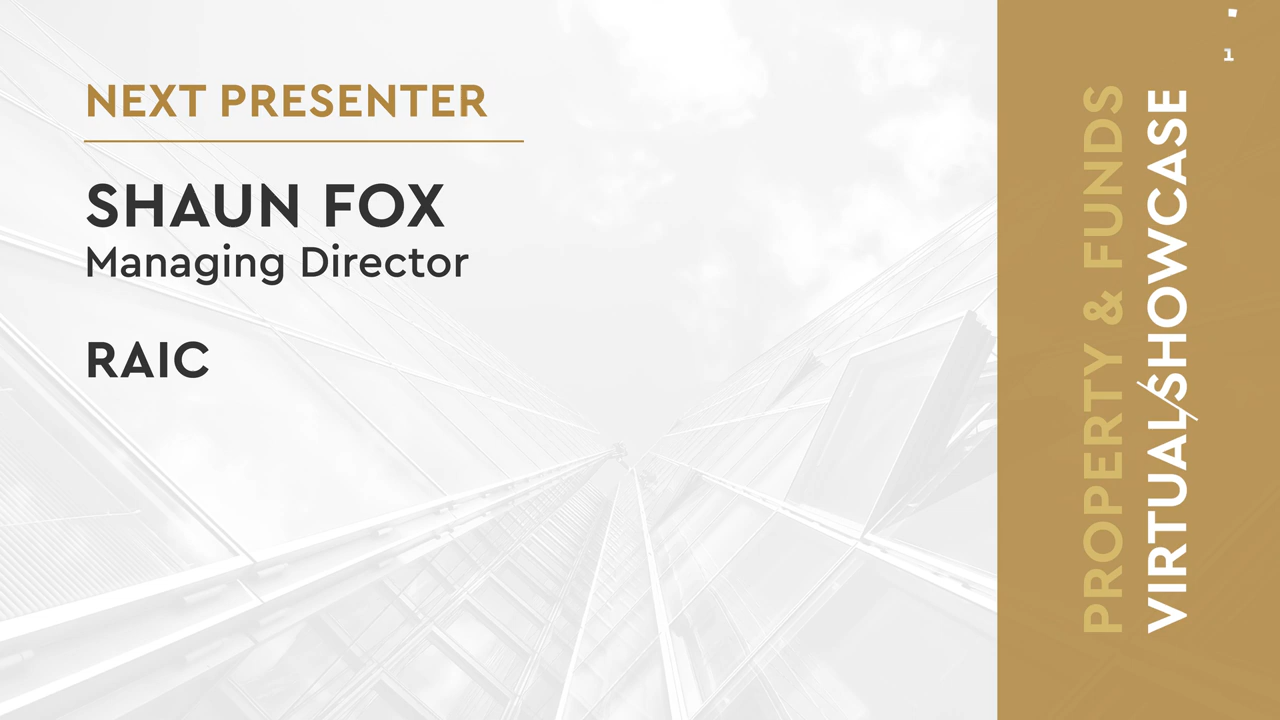 NEXT PRESENTER
SHAUN FOX
Managing Director
RAIC
PROPERTY & FUNDS
VIRTUAL/SHOWCASE
1